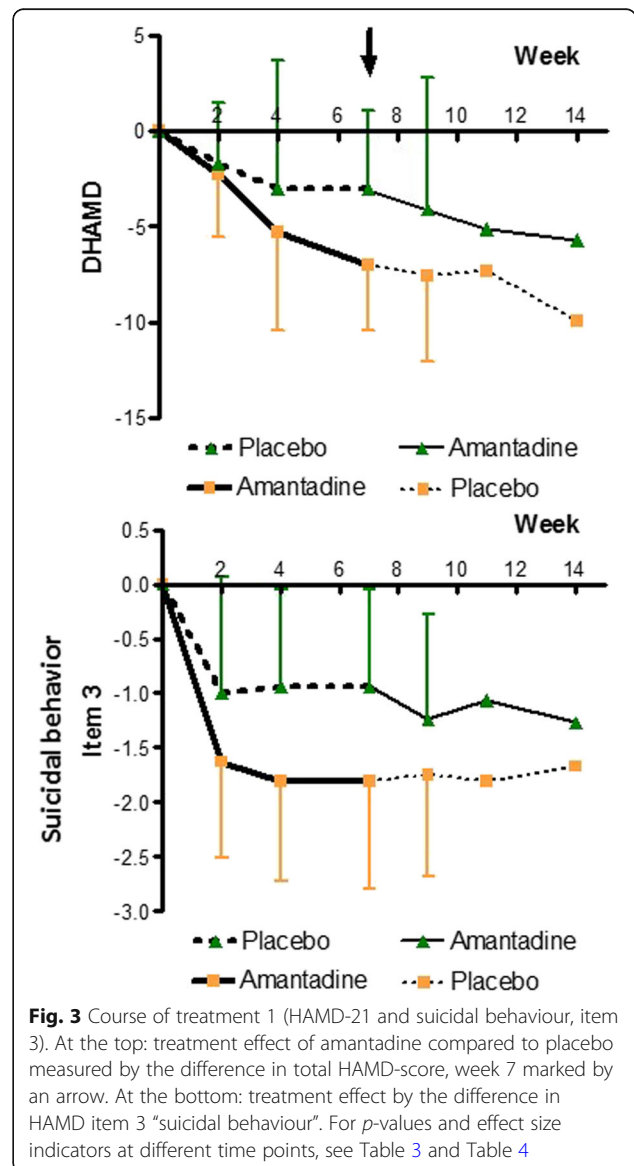 5
Week
0
2 4 6 8 10 12 14
-5
-10
-15
DHAMD
Placebo Amantadine
Amantadine Placebo
0.5
Week
0.0
2 4 6 8 10 12 14
-0.5
-1.0
-1.5
-2.0
-2.5
-3.0
Suicidal behavior
Item 3
Placebo Amantadine
Amantadine Placebo
Fig. 3 Course of treatment 1 (HAMD-21 and suicidal behaviour, item
3). At the top: treatment effect of amantadine compared to placebo
measured by the difference in total HAMD-score, week 7 marked by
an arrow. At the bottom: treatment effect by the difference in
HAMD item 3 “suicidal behaviour”. For p-values and effect size
indicators at different time points, see Table 3 and Table 4